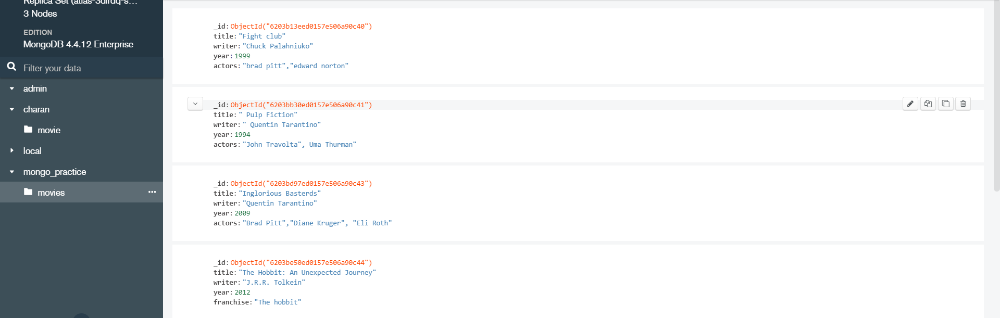 Replica Set (atlas-3dirdq-s...
3 Nodes
EDITION
MongoDB 4.4.12 Enterprise
Filter your data
admin
charan
movie
local
mongo_practice
movies
_id: ObjectId("6203b13eed0157e506a90c40")
title: "Fight club"
writer: "Chuck Palahniuko"
year: 1999
actors: "brad pitt","edward norton"
_id: ObjectId("6203bb30ed0157e506a90c41")
title: " Pulp Fiction"
writer: " Quentin Tarantino"
year: 1994
actors: "John Travolta", Uma Thurman"
_id: ObjectId("6203bd97ed0157e506a90c43")
title: "Inglorious Basterds"
writer: "Quentin Tarantino"
year: 2009
actors: "Brad Pitt","Diane Kruger", "Eli Roth"
_id: ObjectId("6203be50ed0157e506a90c44")
title: "The Hobbit: An Unexpected Journey"
writer: "J.R.R. Tolkein"
year: 2012
franchise: "The hobbit"